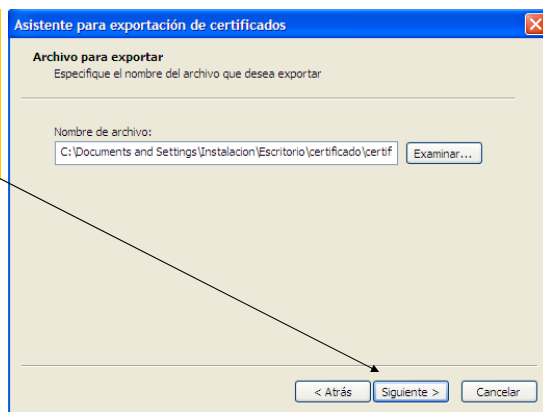 Asistente para exportación de certificados
Archivo para exportar
Especifique el nombre del archivo que desea exportar
Nombre de archivo:
C:\Documents and Settings\Instalacion\Escritorio\certificado\certif
Examinar...
< Atrás
Siguiente >
Cancelar